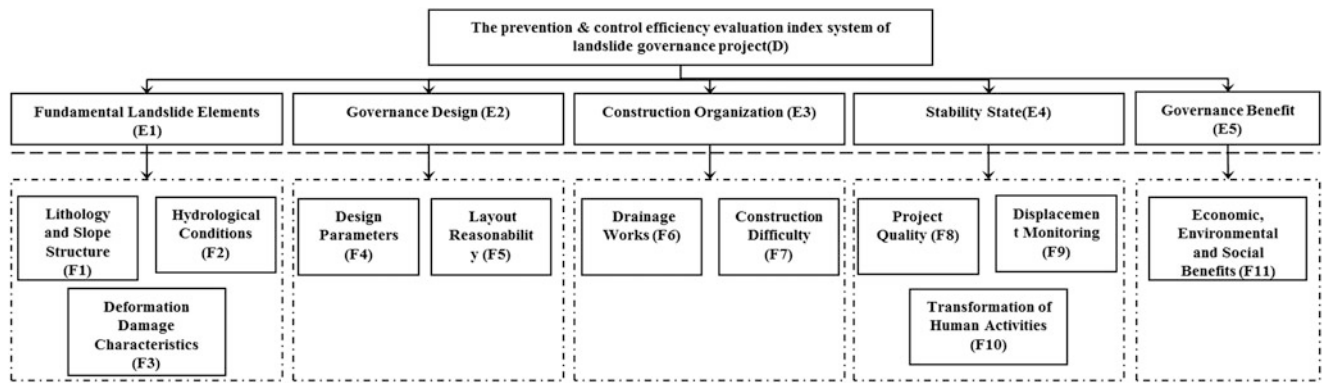 The prevention & control efficiency evaluation index system of
landslide governance project(D)
Fundamental Landslide Elements
(E1)
Governance Design (E2)
Construction Organization (E3)
Stability State(E4)
Governance Benefit
(E5)
Lithology
and Slope
Structure
(F1)
Hydrological
Conditions
(F2)
Deformation
Damage
Characteristics
(F3)
Design
Parameters
(F4)
Layout
Reasonabilit
y (F5)
Drainage
Works (F6)
Construction
Difficulty
(F7)
Project
Quality (F8)
Displacemen
t Monitoring
(F9)
Transformation of
Human Activities
(F10)
Economic,
Environmental
and Social
Benefits (F11)